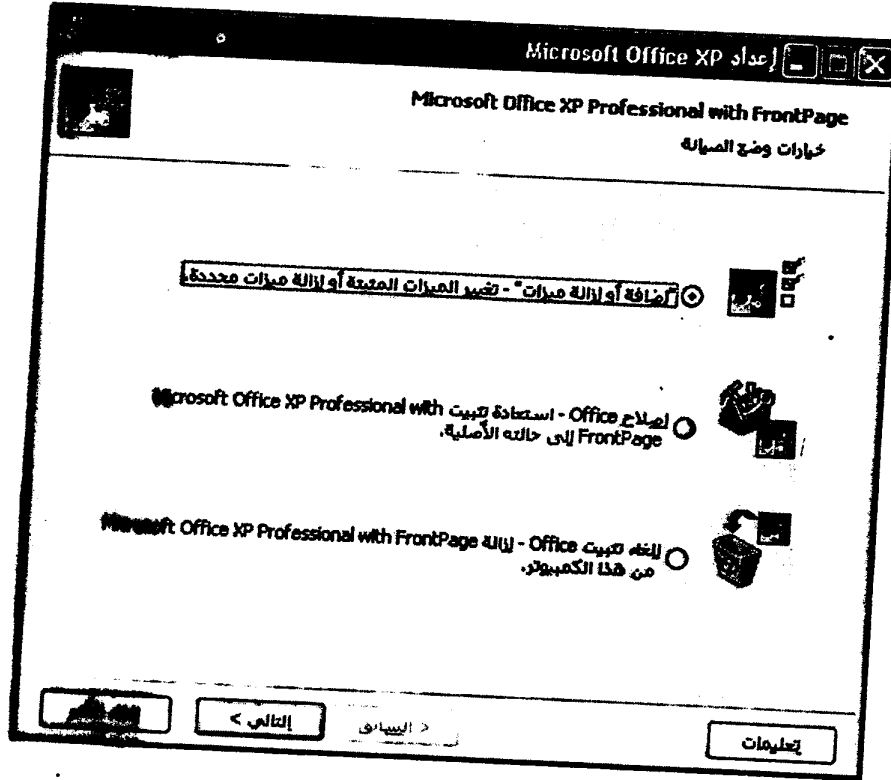 إعداد Microsoft Office XP
Microsoft Office XP Professional with FrontPage
خيارات وضع الصيانة
"إضافة أو إزالة ميزات" - تغيير الميزات المثبتة أو إزالة ميزات محددة.
إصلاح Office - استعادة تثبيت Microsoft Office XP Professional with
FrontPage إلى حالته الأصلية.
إلغاء تثبيت Office - إزالة Microsoft Office XP Professional with FrontPage
من هذا الكمبيوتر.
تعليمات
< السابق
التالي >